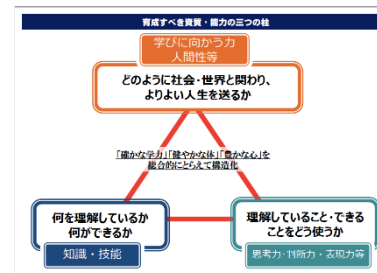 育成すべき資質・能力の三つの柱
学びに向かう力
人間性等
どのように社会・世界と関わり、
よりよい人生を送るか
「確かな学力」「健やかな体」「豊かな心」を
総合的にとらえて構造化
何を理解しているか
何ができるか
知識・技能
理解していること・できる
ことをどう使うか
思考力・判断力・表現力等